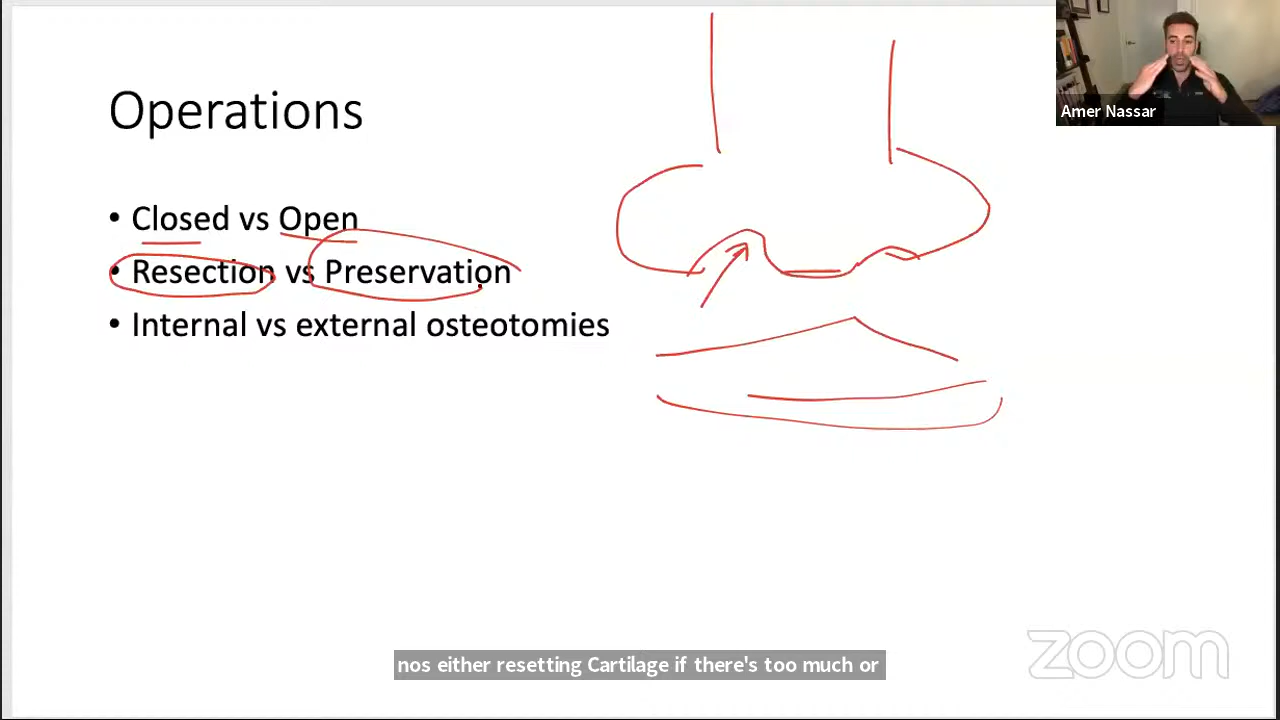 Amer Nassar
Operations
• Closed vs Open
• Resection vs Preservation
• Internal vs external osteotomies
nos either resetting Cartilage if there's too much or
zoom